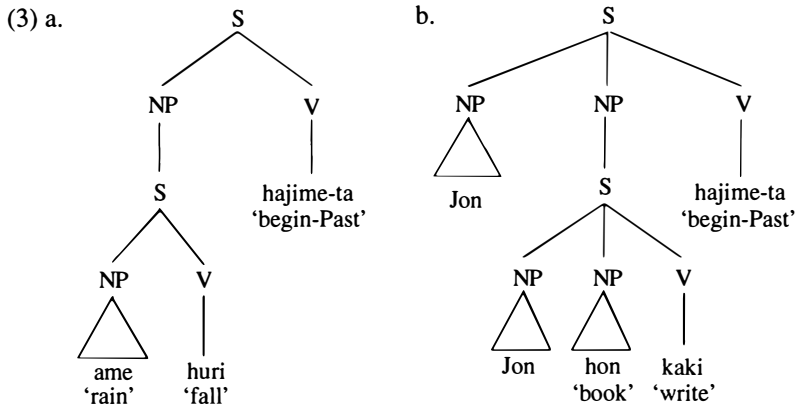 (3) a. S b. S
NP V NP NP V
S hajime-ta Jon S hajime-ta
‘begin-Past’ ‘begin-Past’
NP V NP NP V
ame huri Jon hon kaki
‘rain’ ‘fall’ ‘book’ ‘write’